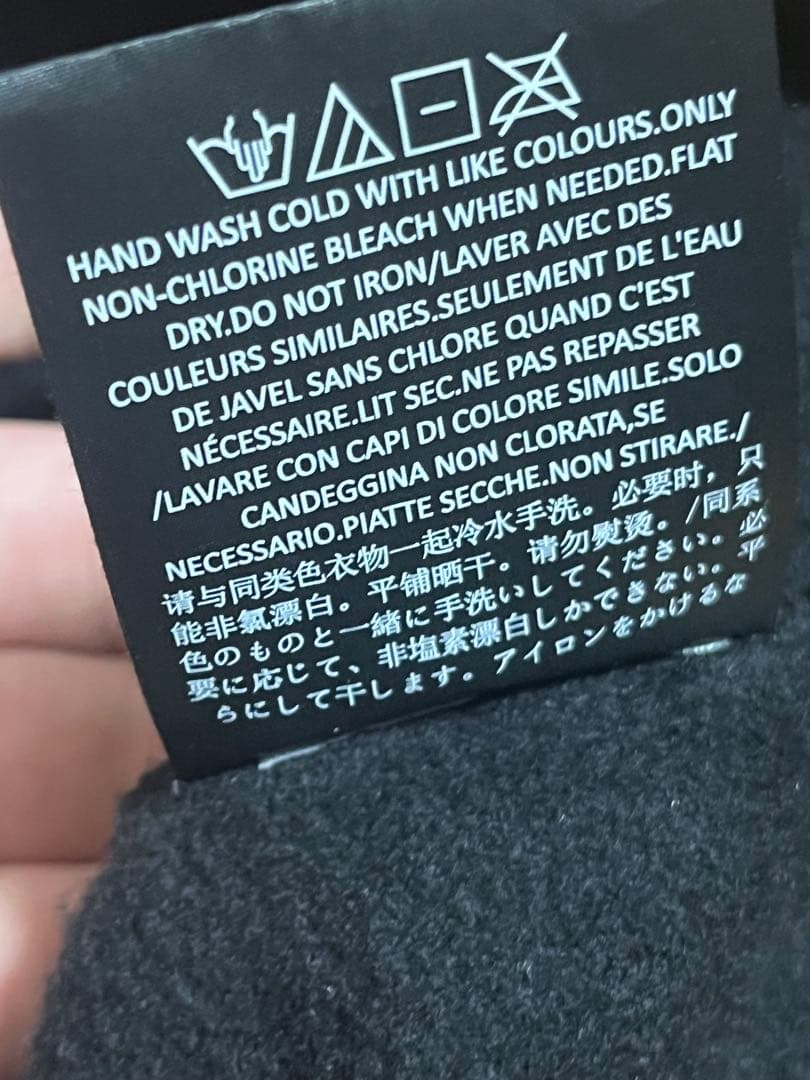 HAND WASH COLD WITH LIKE COLOURS.ONLY
NON-CHLORINE BLEACH WHEN NEEDED.FLAT
DRY.DO NOT IRON/LAVER AVEC DES
COULEURS SIMILAIRES.SEULEMENT DE L'EAU
DE JAVEL SANS CHLORE QUAND C'EST
NÉCESSAIRE.LIT SEC.NE PAS REPASSER
/LAVARE CON CAPI DI COLORE SIMILE.SOLO
CANDEGGINA NON CLORATA,SE
NECESSARIO.PIATTE SECCHE.NON STIRARE./
请与同类色衣物一起冷水手洗。必要时，只
能非氯漂白。平铺晒干。请勿熨烫。/同系
色のものと一緒に手洗いしてください。必
要に応じて、非塩素漂白しかできない。平
らにして干します。アイロンをかけるな